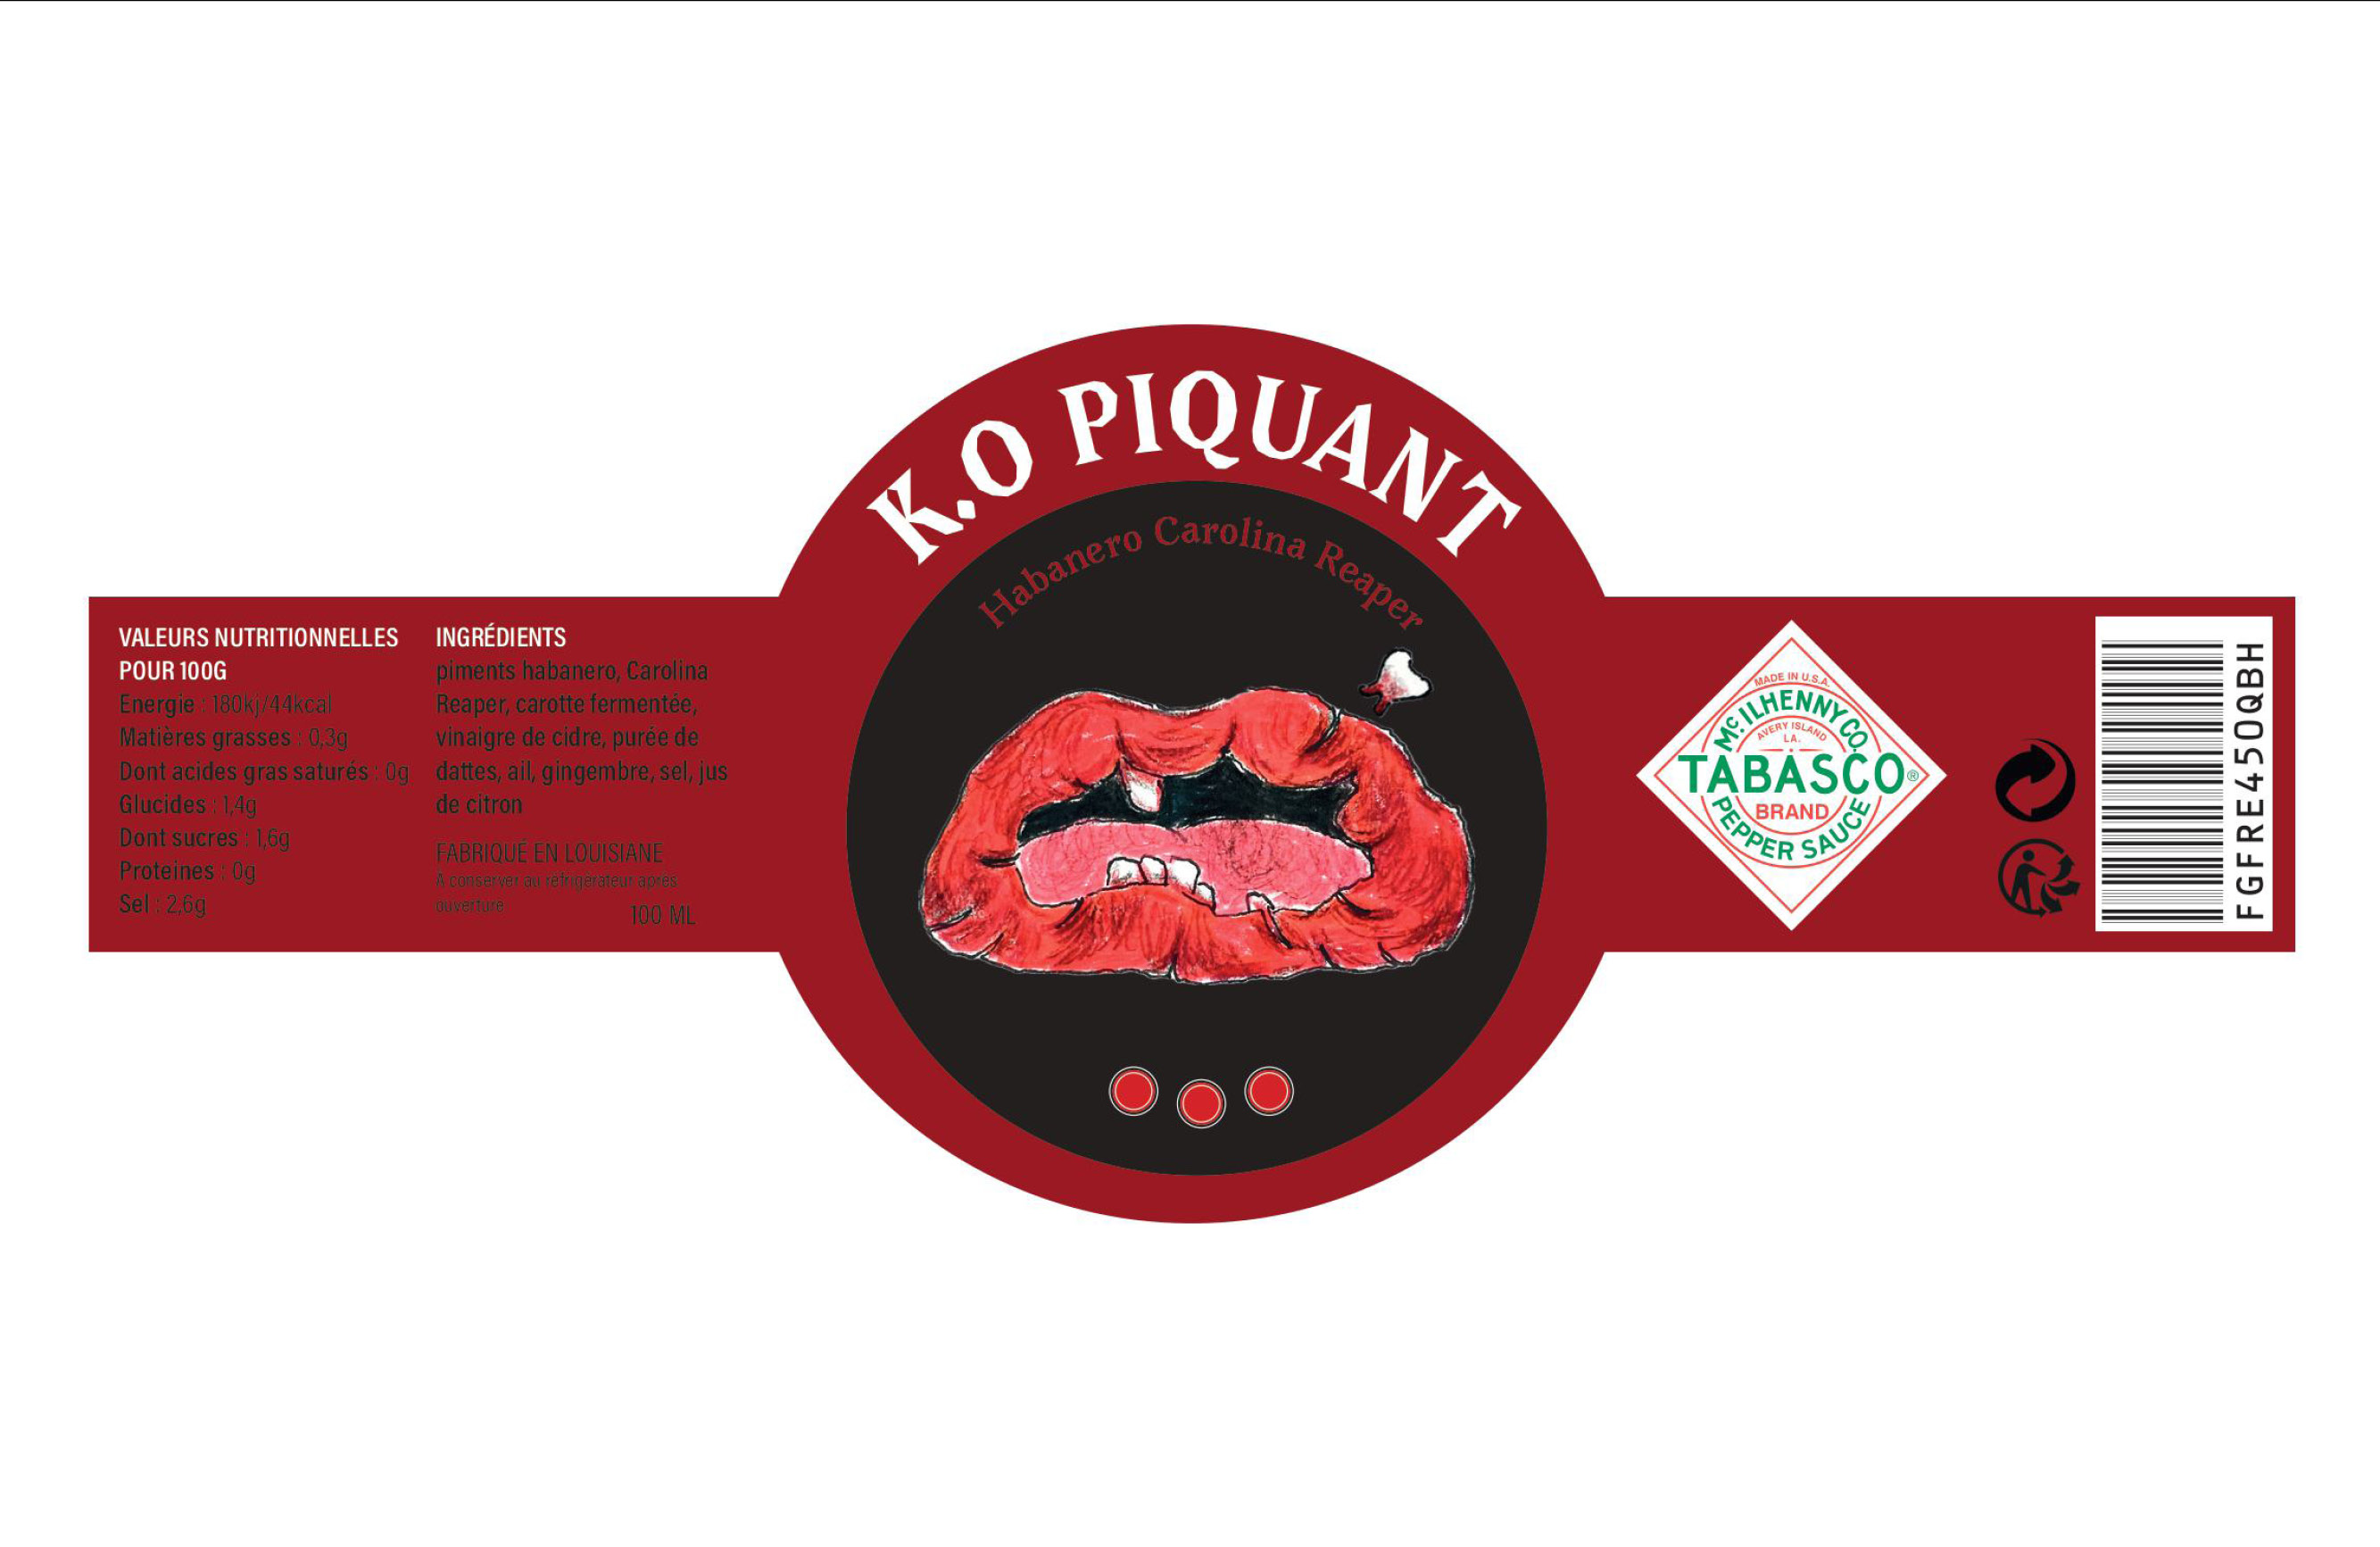 K.O PIQUANT
Habanero Carolina Reaper
VALEURS NUTRITIONNELLES
POUR 100G
Energie : 180kj/44kcal
Matières grasses : 0,3g
Dont acides gras saturés : 0g
Glucides : 1,4g
Dont sucres : 1,6g
Proteines : 0g
Sel : 2,6g
INGRÉDIENTS
piments habanero, Carolina
Reaper, carotte fermentée,
vinaigre de cidre, purée de
dattes, ail, gingembre, sel, jus
de citron
FABRIQUÉ EN LOUISIANE
A conserver au réfrigérateur après
ouverture
100 ML
MADE IN U.S.A.
Mc ILHENNY CO.
AVERY ISLAND
LA.
TABASCO®
BRAND
PEPPER SAUCE
FGFRE450QBH